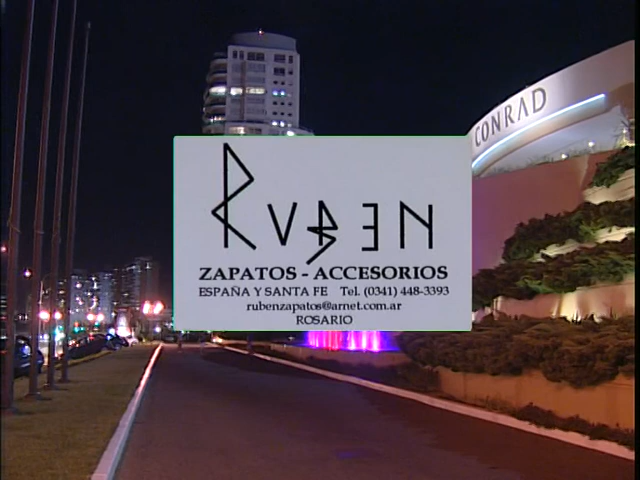 CONRAD
RUBEN
ZAPATOS - ACCESORIOS
ESPAÑA Y SANTA FE Tel. (0341) 448-3393
rubenzapatos@arnet.com.ar
ROSARIO